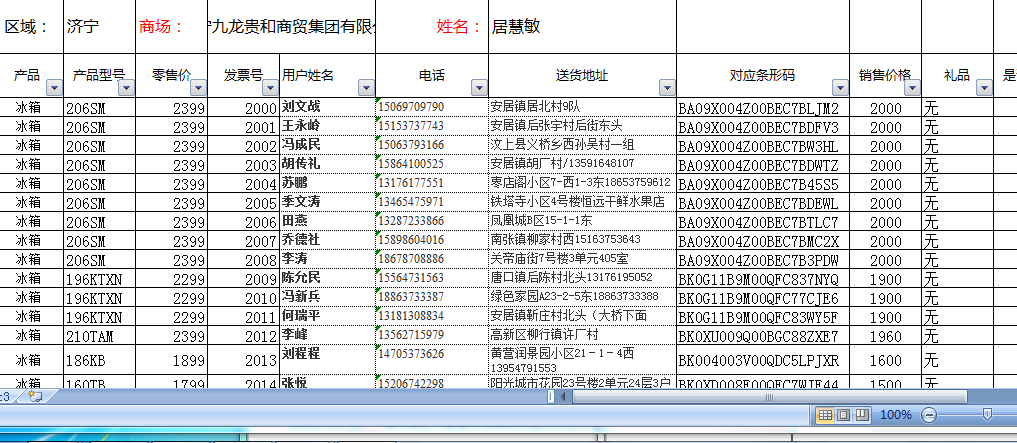 区域： 济宁 商场： 宁九龙贵和商贸集团有限公 姓名： 居慧敏
产品 产品型号 零售价 发票号 用户姓名 电话 送货地址 对应条形码 销售价格 礼品 是
冰箱 206SM 2399 2000 刘文战 15069709790 安居镇居北村9队 BA09X004Z00BEC7BLJM2 2000 无
冰箱 206SM 2399 2001 王永岭 15153737743 安居镇后张宇村后街东头 BA09X004Z00BEC7BDFV3 2000 无
冰箱 206SM 2399 2002 冯成民 15063793166 汶上县义桥乡西孙吴村一组 BA09X004Z00BEC7BW3HL 2000 无
冰箱 206SM 2399 2003 胡传礼 15864100525 安居镇胡厂村/13591648107 BA09X004Z00BEC7BDWTZ 2000 无
冰箱 206SM 2399 2004 苏鹏 13176177551 枣店阁小区7-西1-3东18653759612 BA09X004Z00BEC7B45S5 2000 无
冰箱 206SM 2399 2005 季文涛 13465475971 铁塔寺小区4号楼恒远干鲜水果店 BA09X004Z00BEC7BDEWL 2000 无
冰箱 206SM 2399 2006 田燕 13287233866 凤凰城B区15-1-1东 BA09X004Z00BEC7BTLC7 2000 无
冰箱 206SM 2399 2007 乔德社 15898604016 南张镇柳家村西15163753643 BA09X004Z00BEC7BMC2X 2000 无
冰箱 206SM 2399 2008 李涛 18678708886 关帝庙街7号楼3单元405室 BA09X004Z00BEC7B3PDW 2000 无
冰箱 196KTXN 2299 2009 陈允民 15564731563 唐口镇后陈村北头13176195052 BK0G11B9M00QFC837NYQ 1900 无
冰箱 196KTXN 2299 2010 冯新兵 18863733387 绿色家园A23-2-5东18863733388 BK0G11B9M00QFC77CJE6 1900 无
冰箱 196KTXN 2299 2011 何瑞平 13181308834 安居镇靳庄村北头（大桥下面 BK0G11B9M00QFC83WY5F 1900 无
冰箱 210TAM 2399 2012 李峰 13562715979 高新区柳行镇许厂村 BK0XU009Q00BGC88ZXE7 1960 无
冰箱 186KB 1899 2013 刘程程 14705373626 黄营润景园小区21－1－4西 BK004003V00QDC5LPJXR 1600 无
13954791553
冰箱 160TB 1799 2014 张悦 15206742298 阳光城市花园23号楼2单元24层3户 BK0XD008E00QFC7WJE44 1500 无
t3
100%